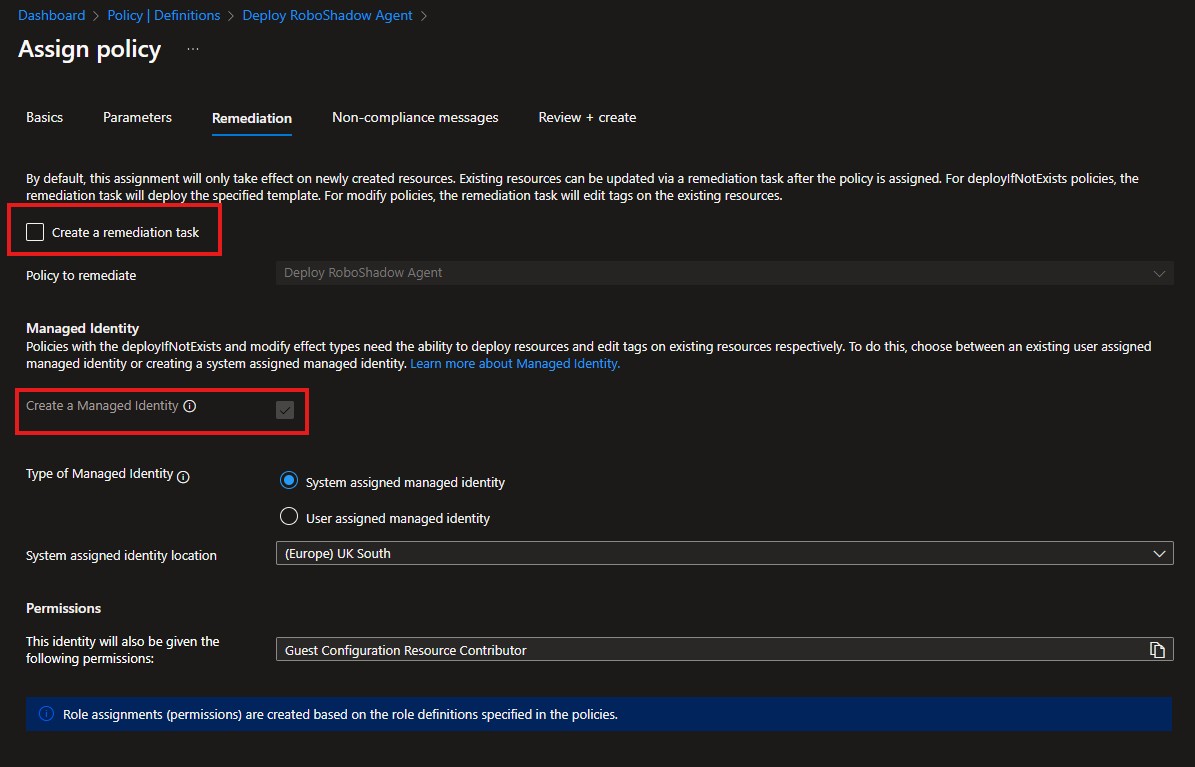 Dashboard > Policy | Definitions > Deploy RoboShadow Agent >
Assign policy ...
Basics Parameters Remediation Non-compliance messages Review + create
By default, this assignment will only take effect on newly created resources. Existing resources can be updated via a remediation task after the policy is assigned. For deployIfNotExists policies, the
remediation task will deploy the specified template. For modify policies, the remediation task will edit tags on the existing resources.
Create a remediation task
Policy to remediate Deploy RoboShadow Agent
Managed Identity
Policies with the deployIfNotExists and modify effect types need the ability to deploy resources and edit tags on existing resources respectively. To do this, choose between an existing user assigned
managed identity or creating a system assigned managed identity. Learn more about Managed Identity.
Create a Managed Identity
Type of Managed Identity
System assigned managed identity
User assigned managed identity
System assigned identity location (Europe) UK South
Permissions
This identity will also be given the
following permissions:
Guest Configuration Resource Contributor
Role assignments (permissions) are created based on the role definitions specified in the policies.